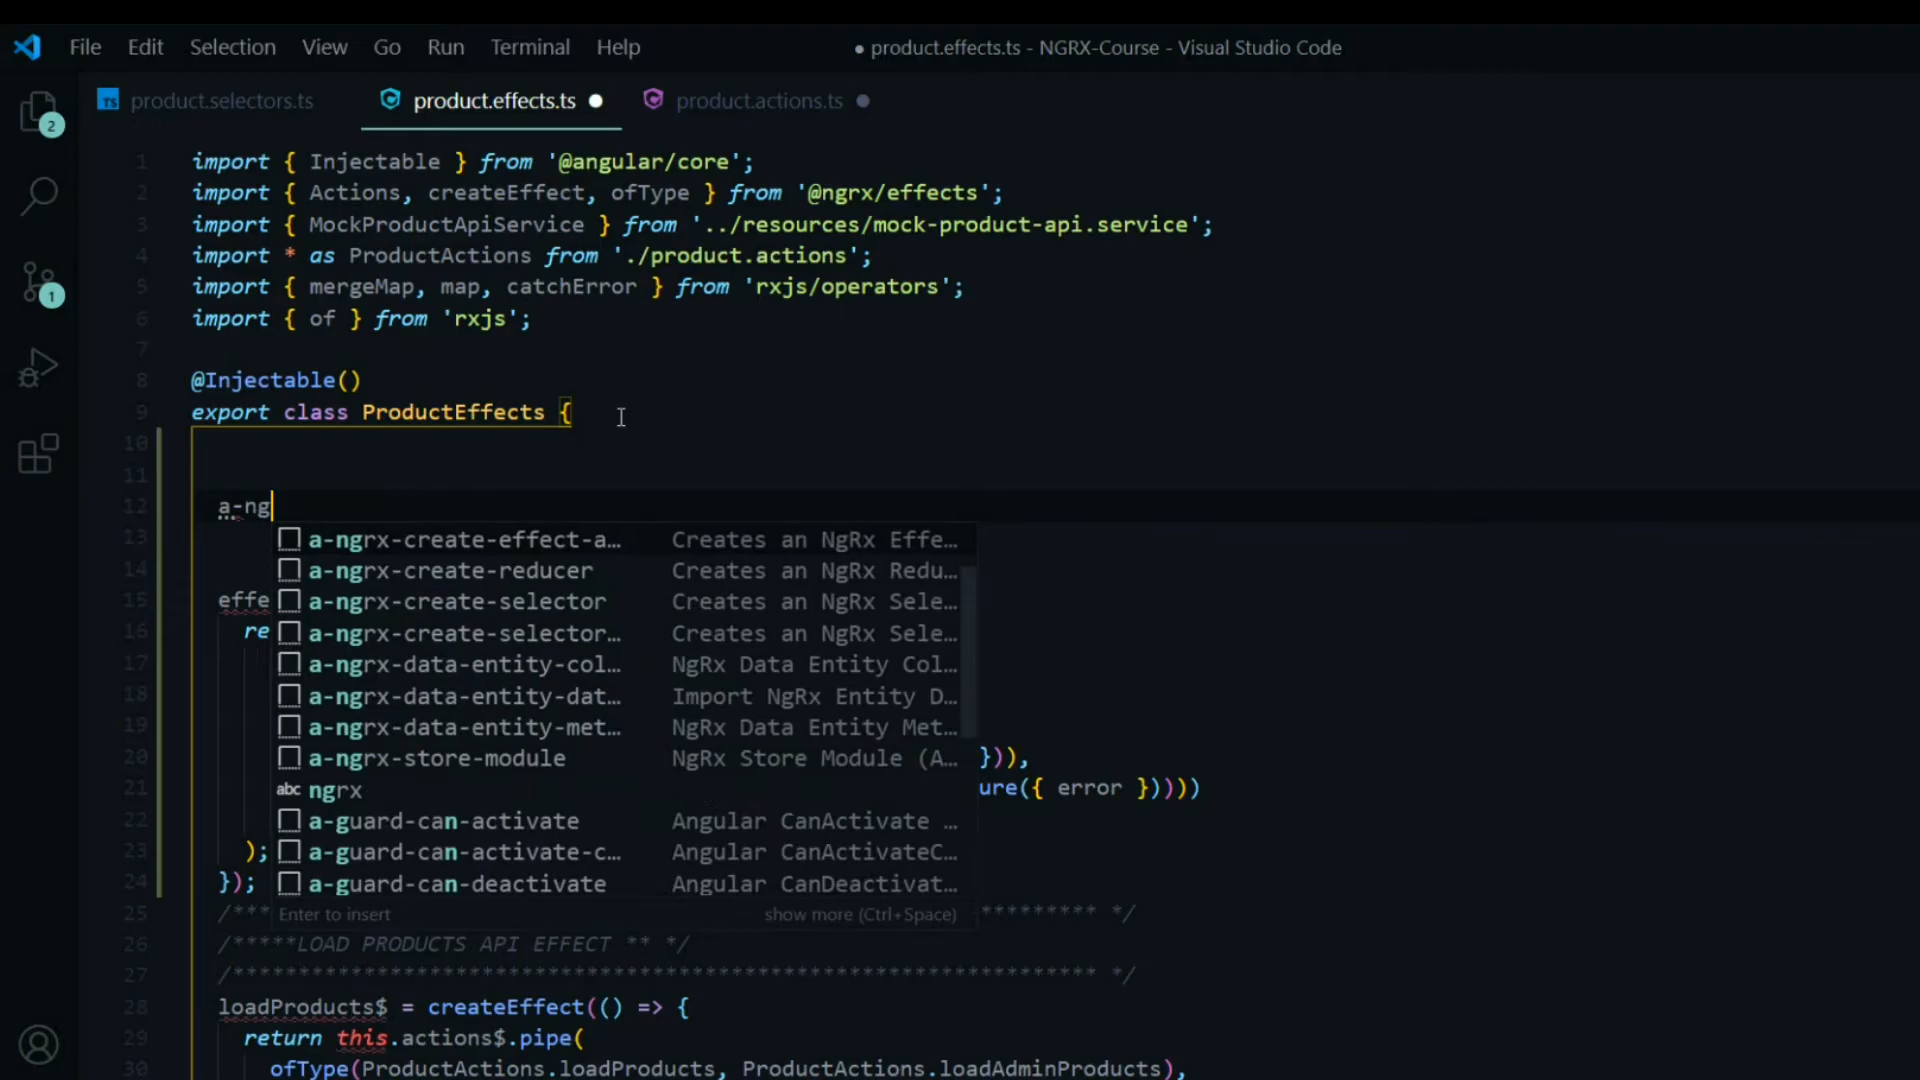 File Edit Selection View Go Run Terminal Help ● product.effects.ts - NGRX-Course - Visual Studio Code
TS product.selectors.ts product.effects.ts ● product.actions.ts ●
2
1
1 import { Injectable } from '@angular/core';
2 import { Actions, createEffect, ofType } from '@ngrx/effects';
3 import { MockProductApiService } from '../resources/mock-product-api.service';
4 import * as ProductActions from './product.actions';
5 import { mergeMap, map, catchError } from 'rxjs/operators';
6 import { of } from 'rxjs';
7
8 @Injectable()
9 export class ProductEffects {
10
11
12 a-ng
13 a-ngrx-create-effect-a… Creates an NgRx Effe…
14 a-ngrx-create-reducer Creates an NgRx Redu…
15 effe a-ngrx-create-selector Creates an NgRx Sele…
16 re a-ngrx-create-selector… Creates an NgRx Sele…
17 a-ngrx-data-entity-col… NgRx Data Entity Col…
18 a-ngrx-data-entity-dat… Import NgRx Entity D…
19 a-ngrx-data-entity-met… NgRx Data Entity Met…
20 a-ngrx-store-module NgRx Store Module (A… })),
21 abc ngrx ure({ error }))))
22 a-guard-can-activate Angular CanActivate …
23 ); a-guard-can-activate-c… Angular CanActivateC…
24 }); a-guard-can-deactivate Angular CanDeactivat…
25 /*** Enter to insert show more (Ctrl+Space) ********* */
26 /*****LOAD PRODUCTS API EFFECT ** */
27 /******************************************************************* */
28 loadProducts$ = createEffect(() => {
29 return this.actions$.pipe(
30 ofType(ProductActions.loadProducts, ProductActions.loadAdminProducts),